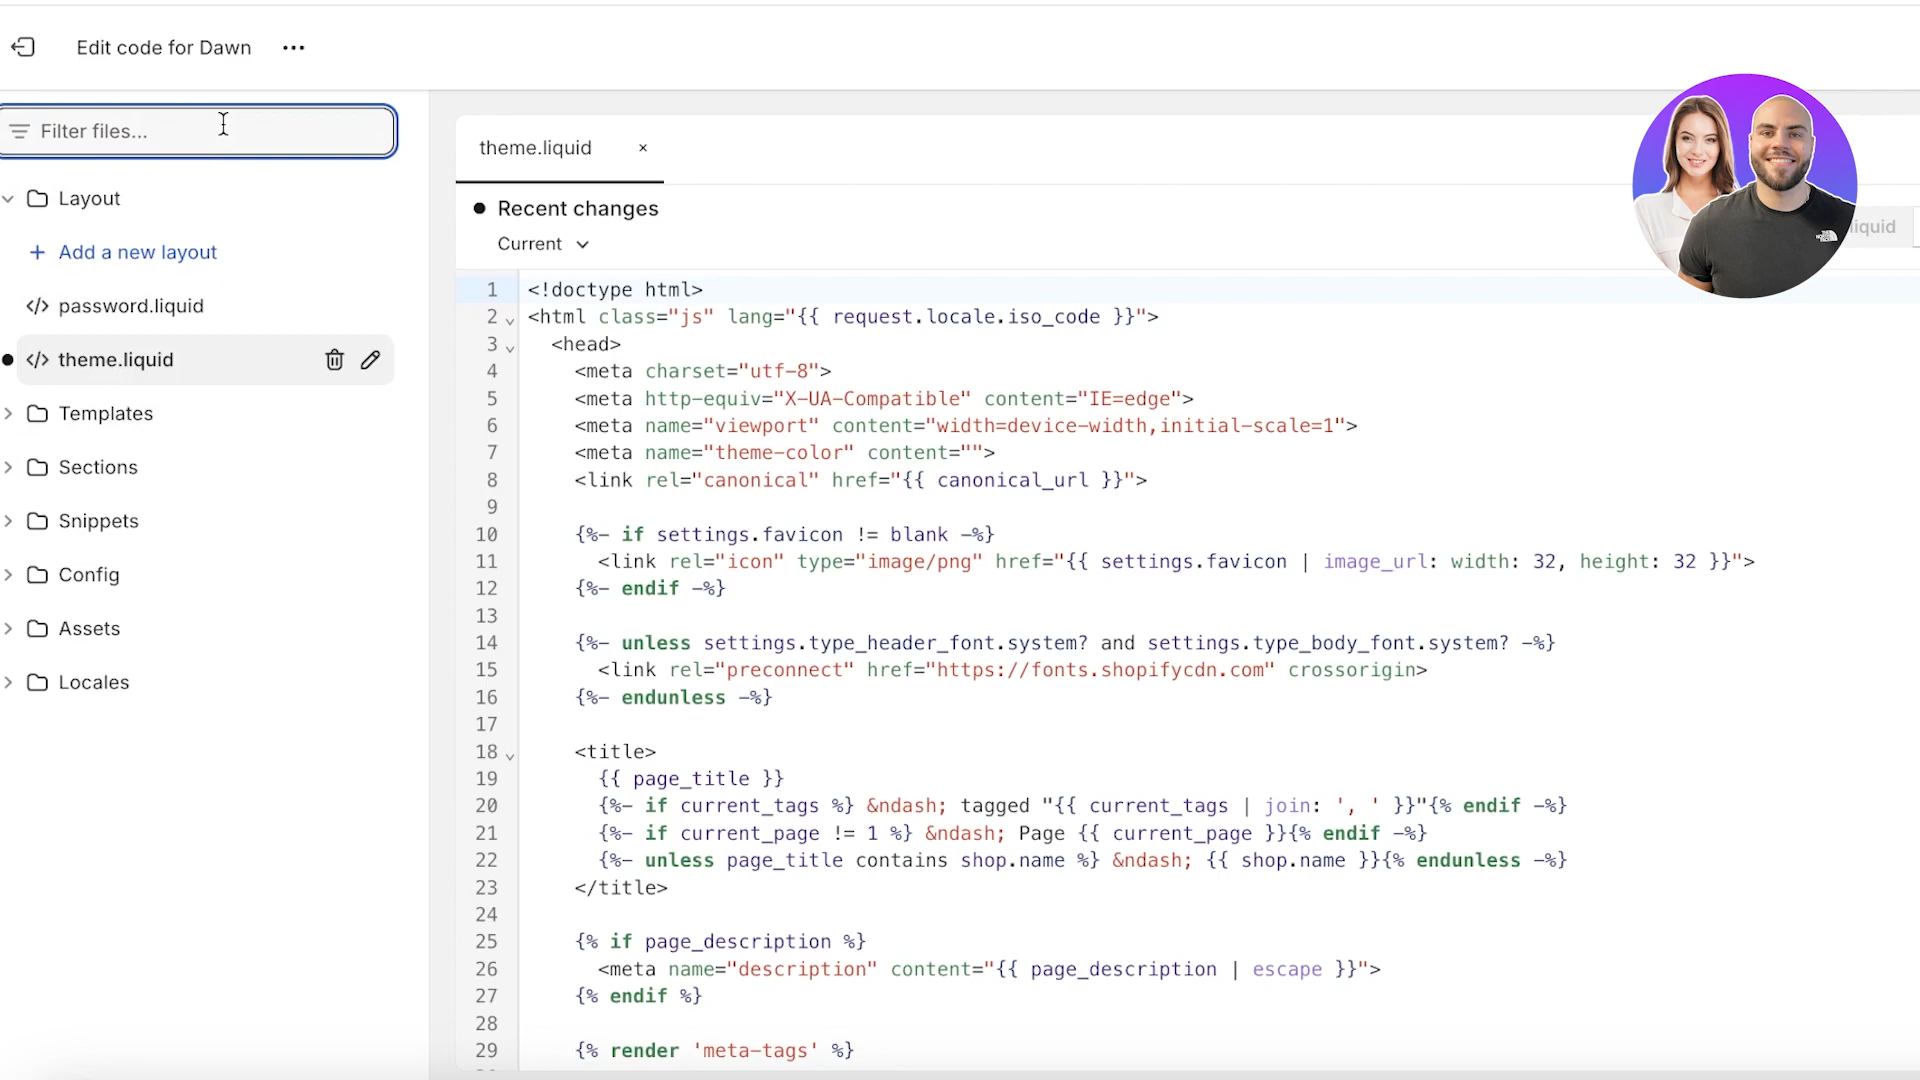 Edit code for Dawn
Filter files...
Layout
Add a new layout
password.liquid
theme.liquid
Templates
Sections
Snippets
Config
Assets
Locales
theme.liquid
Recent changes
Current
liquid
1 <!doctype html>
2 <html class="js" lang="{{ request.locale.iso_code }}">
3 <head>
4 <meta charset="utf-8">
5 <meta http-equiv="X-UA-Compatible" content="IE=edge">
6 <meta name="viewport" content="width=device-width,initial-scale=1">
7 <meta name="theme-color" content="">
8 <link rel="canonical" href="{{ canonical_url }}">
9
10 {%- if settings.favicon != blank -%}
11 <link rel="icon" type="image/png" href="{{ settings.favicon | image_url: width: 32, height: 32 }}">
12 {%- endif -%}
13
14 {%- unless settings.type_header_font.system? and settings.type_body_font.system? -%}
15 <link rel="preconnect" href="https://fonts.shopifycdn.com" crossorigin>
16 {%- endunless -%}
17
18 <title>
19 {{ page_title }}
20 {%- if current_tags %} &ndash; tagged "{{ current_tags | join: ', ' }}"{% endif -%}
21 {%- if current_page != 1 %} &ndash; Page {{ current_page }}{% endif -%}
22 {%- unless page_title contains shop.name %} &ndash; {{ shop.name }}{% endunless -%}
23 </title>
24
25 {% if page_description %}
26 <meta name="description" content="{{ page_description | escape }}">
27 {% endif %}
28
29 {% render 'meta-tags' %}